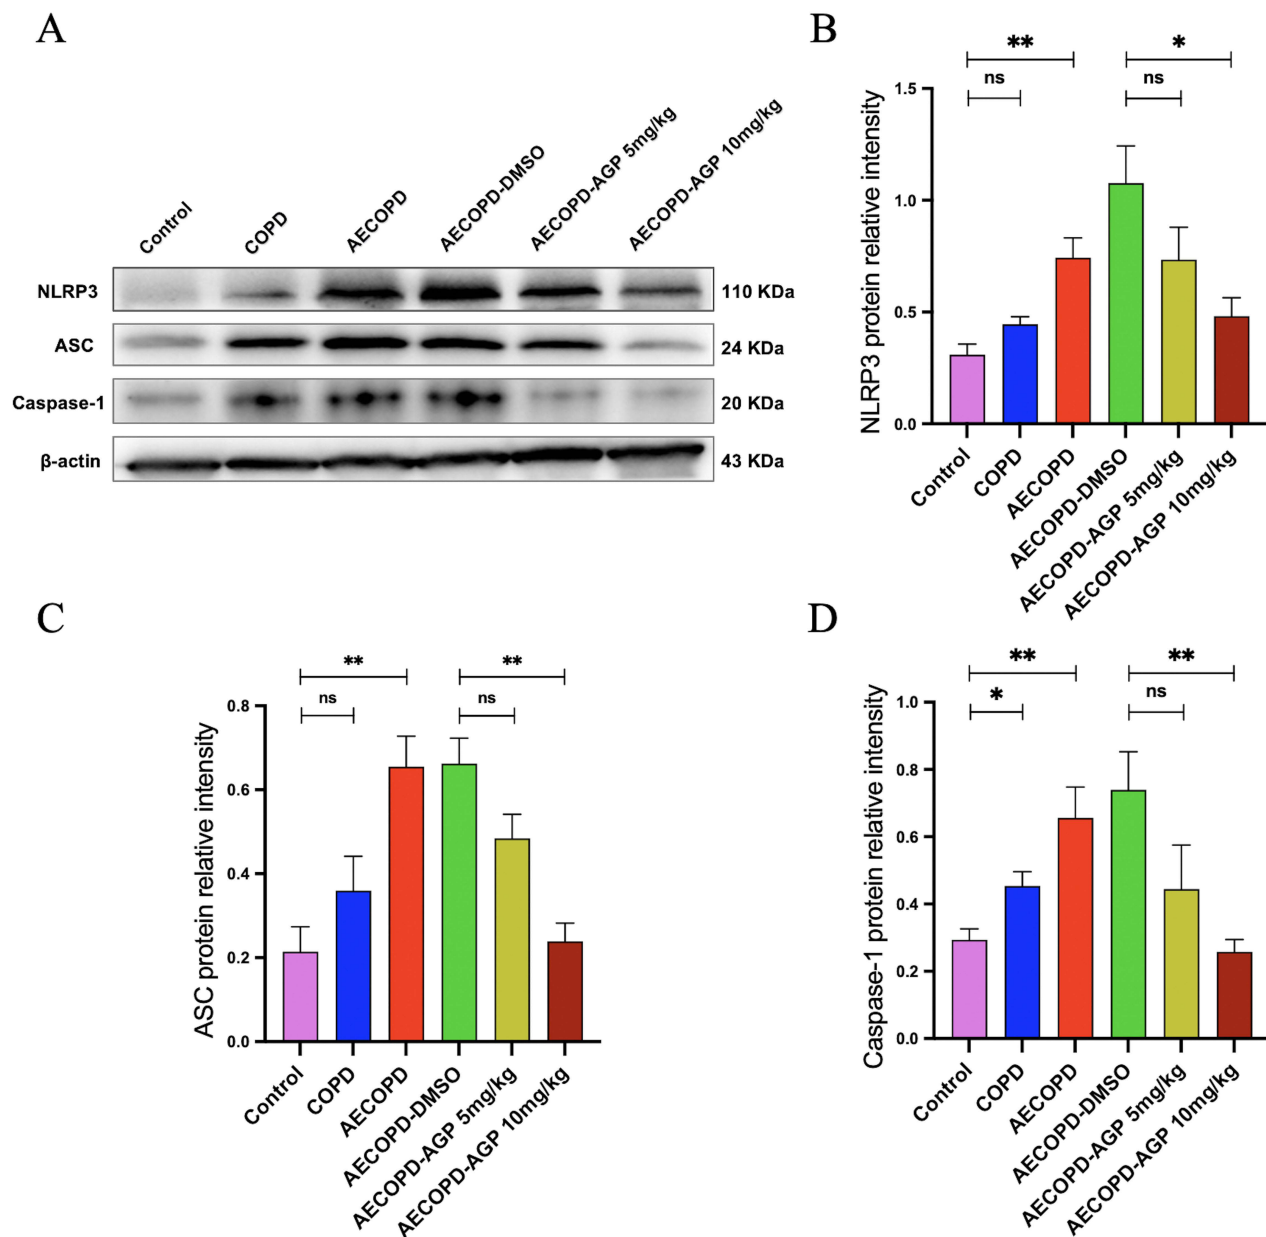 A
Control
COPD
AECOPD
AECOPD-DMSO
AECOPD-AGP 5mg/kg
AECOPD-AGP 10mg/kg
NLRP3
110 KDa
ASC
24 KDa
Caspase-1
20 KDa
β-actin
43 KDa
B
**
*
ns
ns
NLRP3 protein relative intensity
1.5
1.0
0.5
0.0
Control
COPD
AECOPD
AECOPD-DMSO
AECOPD-AGP 5mg/kg
AECOPD-AGP 10mg/kg
C
**
**
ns
ns
ASC protein relative intensity
0.8
0.6
0.4
0.2
0.0
Control
COPD
AECOPD
AECOPD-DMSO
AECOPD-AGP 5mg/kg
AECOPD-AGP 10mg/kg
D
**
**
*
ns
Caspase-1 protein relative intensity
1.0
0.8
0.6
0.4
0.2
0.0
Control
COPD
AECOPD
AECOPD-DMSO
AECOPD-AGP 5mg/kg
AECOPD-AGP 10mg/kg